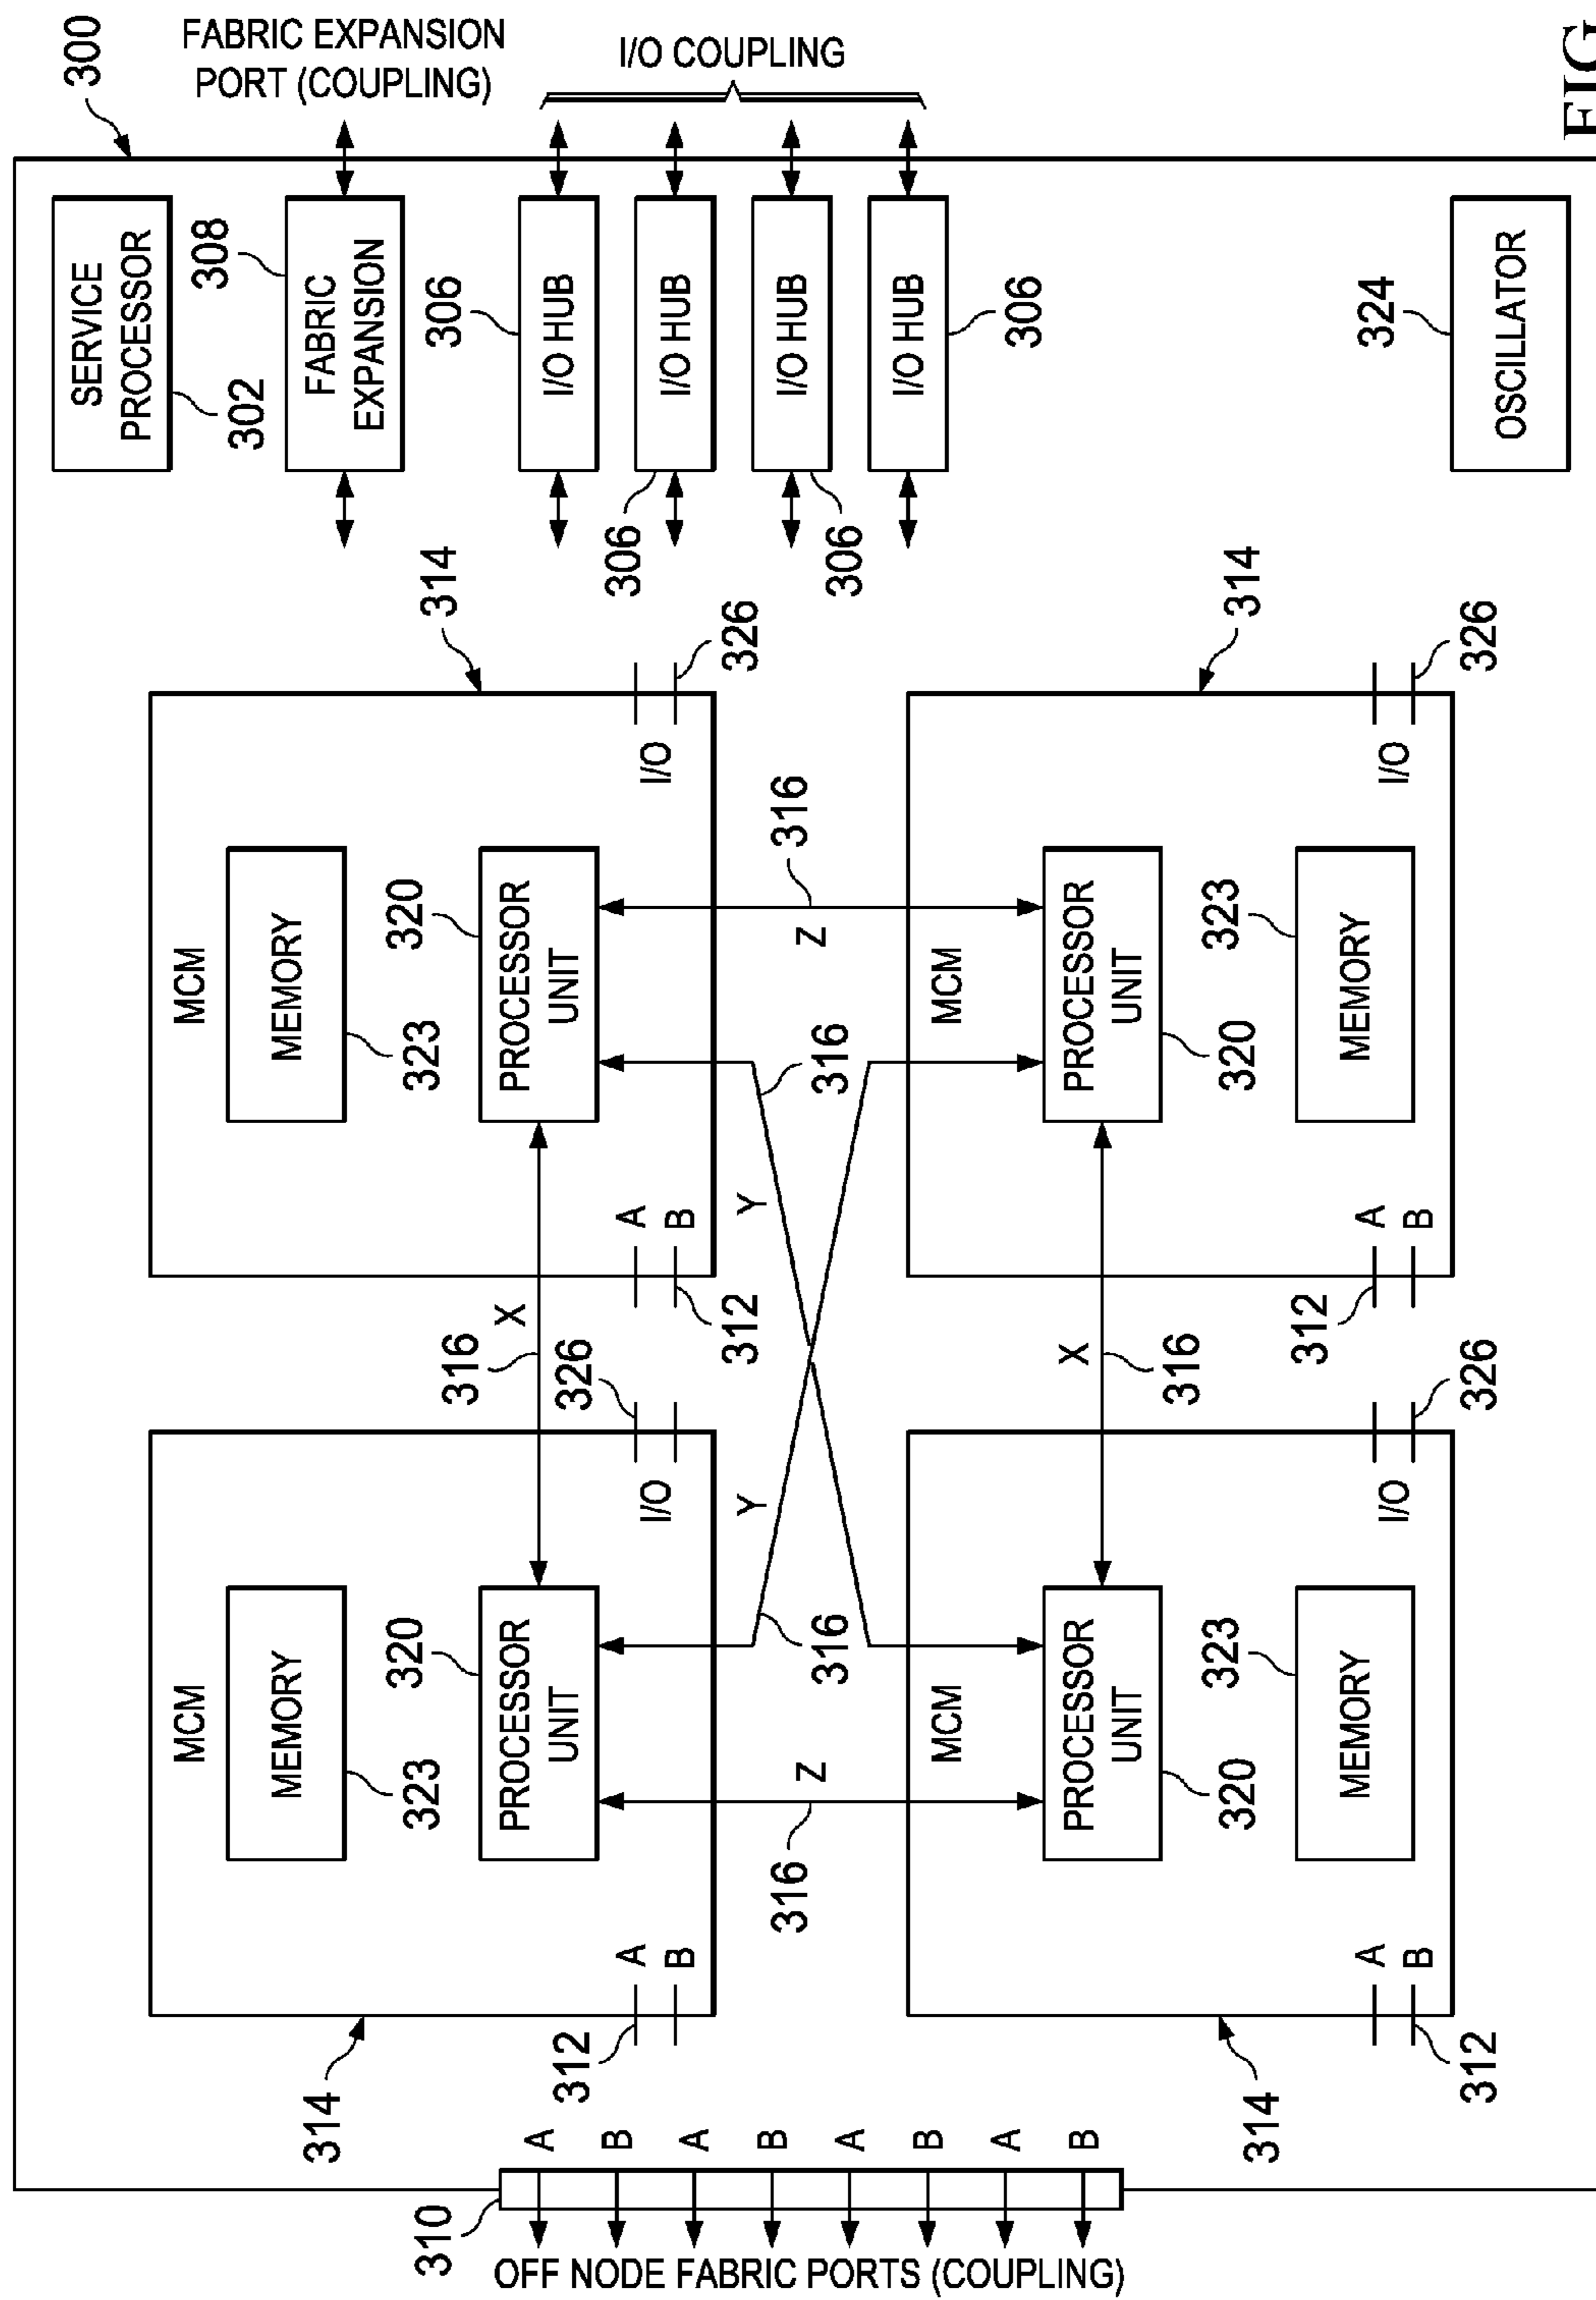 300
FABRIC EXPANSION
PORT (COUPLING)
I/O COUPLING
SERVICE
PROCESSOR
302
308
FABRIC
EXPANSION
306
I/O HUB
306
I/O HUB
306
I/O HUB
I/O HUB
306
324
OSCILLATOR
314
MCM
MEMORY
323
320
PROCESSOR
UNIT
A
B
312
I/O
326
X
316
314
MCM
MEMORY
323
320
PROCESSOR
UNIT
A
B
312
I/O
326
Z
316
Y
316
Y
316
Z
316
314
MCM
PROCESSOR
UNIT
320
323
MEMORY
A
B
312
I/O
326
X
316
314
MCM
PROCESSOR
UNIT
320
323
MEMORY
A
B
312
I/O
326
310
A
B
A
B
A
B
A
B
OFF NODE FABRIC PORTS (COUPLING)
FIG